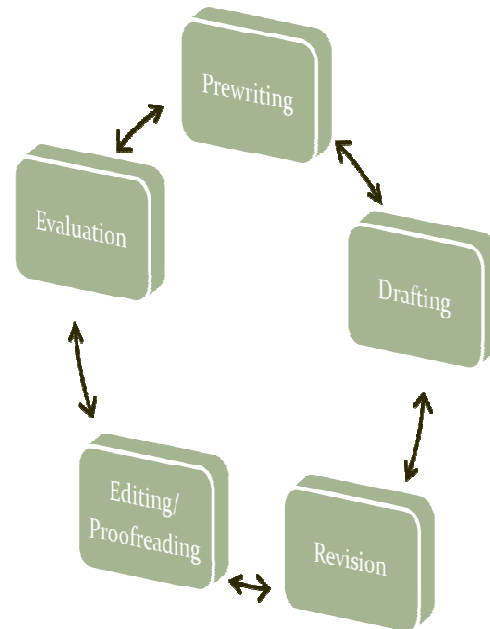 Prewriting
Drafting
Revision
Editing/
Proofreading
Evaluation